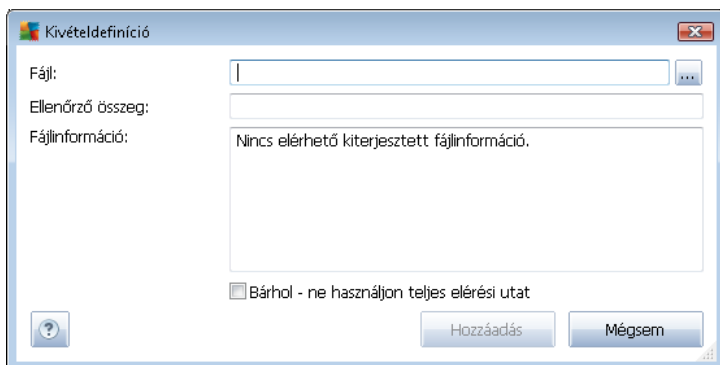 Kivételdefiníció
Fájl:
...
Ellenőrző összeg:
Fájlinformáció:
Nincs elérhető kiterjesztett fájlinformáció.
Bárhol - ne használjon teljes elérési utat
?
Hozzáadás
Mégsem